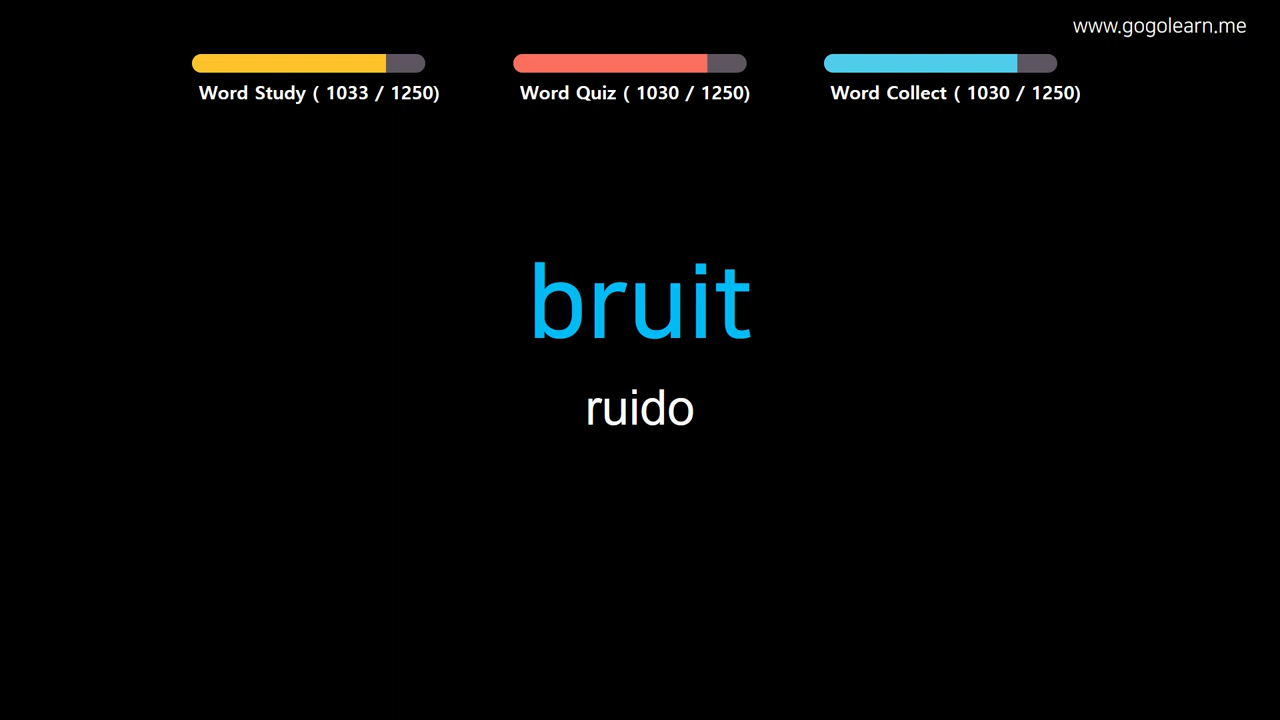 www.gogolearn.me
Word Study ( 1033 / 1250)
Word Quiz ( 1030 / 1250)
Word Collect ( 1030 / 1250)
bruit
ruido